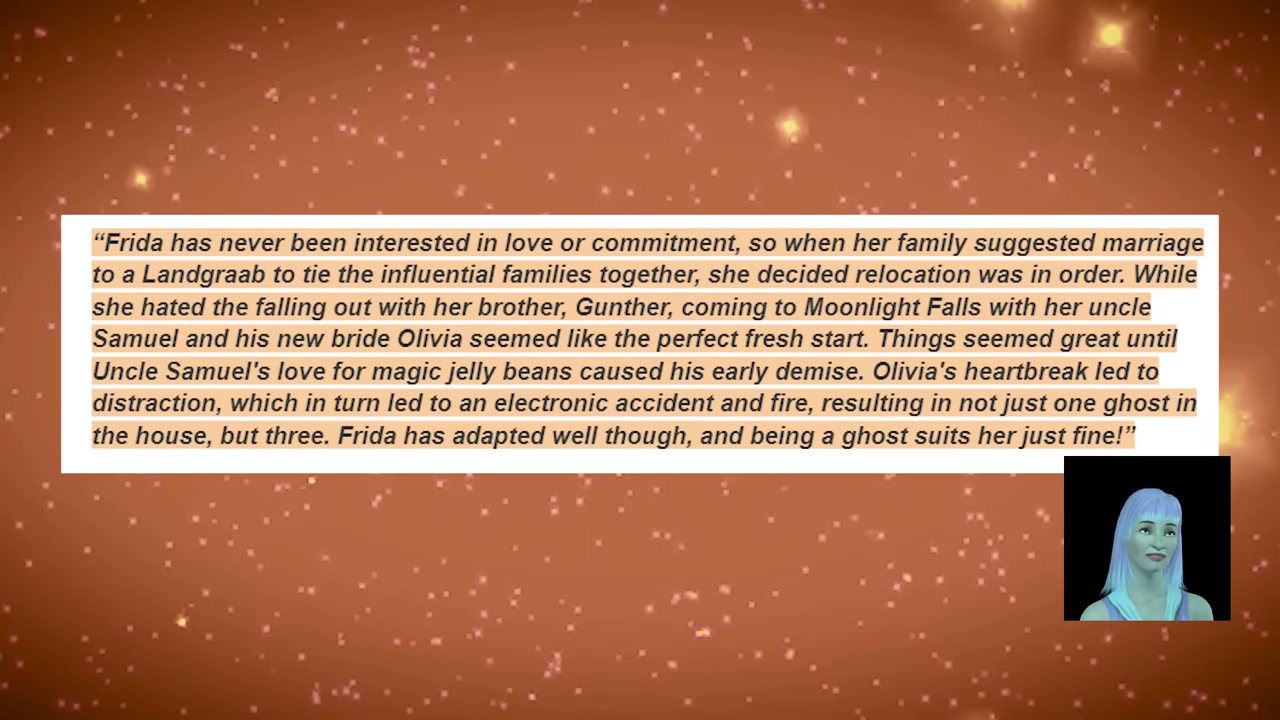 “Frida has never been interested in love or commitment, so when her family suggested marriage
to a Landgraab to tie the influential families together, she decided relocation was in order. While
she hated the falling out with her brother, Gunther, coming to Moonlight Falls with her uncle
Samuel and his new bride Olivia seemed like the perfect fresh start. Things seemed great until
Uncle Samuel's love for magic jelly beans caused his early demise. Olivia's heartbreak led to
distraction, which in turn led to an electronic accident and fire, resulting in not just one ghost in
the house, but three. Frida has adapted well though, and being a ghost suits her just fine!”